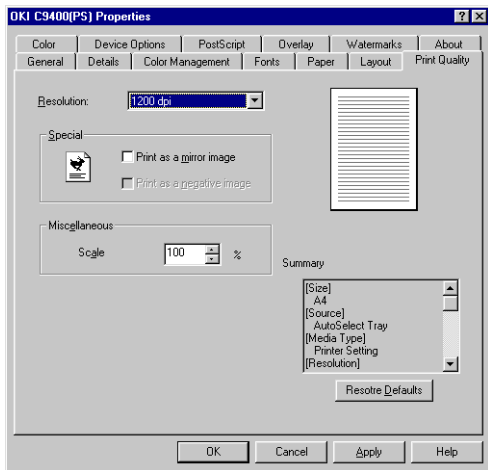 OKI C9400(PS) Properties
Color Device Options PostScript Overlay Watermarks About
General Details Color Management Fonts Paper Layout Print Quality
Resolution: 1200 dpi
Special
Print as a mirror image
Print as a negative image
Miscellaneous
Scale 100 %
Summary
[Size]
A4
[Source]
AutoSelect Tray
[Media Type]
Printer Setting
[Resolution]
Resotre Defaults
OK Cancel Apply Help